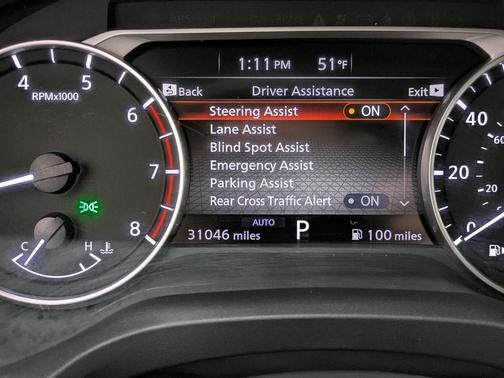 1:11 PM 51°F
Back Driver Assistance Exit
Steering Assist ON
Lane Assist
Blind Spot Assist
Emergency Assist
Parking Assist
Rear Cross Traffic Alert ON
AUTO
31046 miles P 100 miles
4 5 6 7 8
RPMx1000
C H
40 60
20 20
0